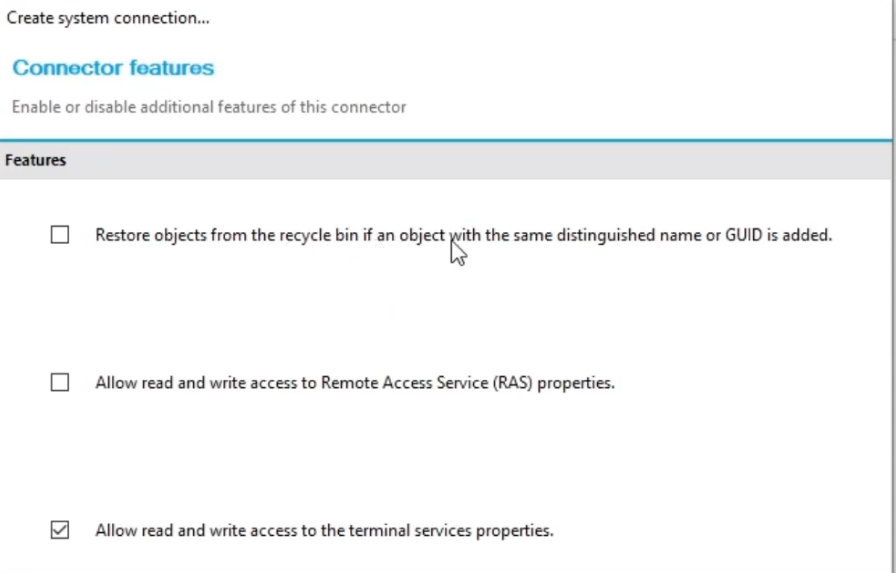 Create system connection...
Connector features
Enable or disable additional features of this connector
Features
Restore objects from the recycle bin if an object with the same distinguished name or GUID is added.
Allow read and write access to Remote Access Service (RAS) properties.
Allow read and write access to the terminal services properties.